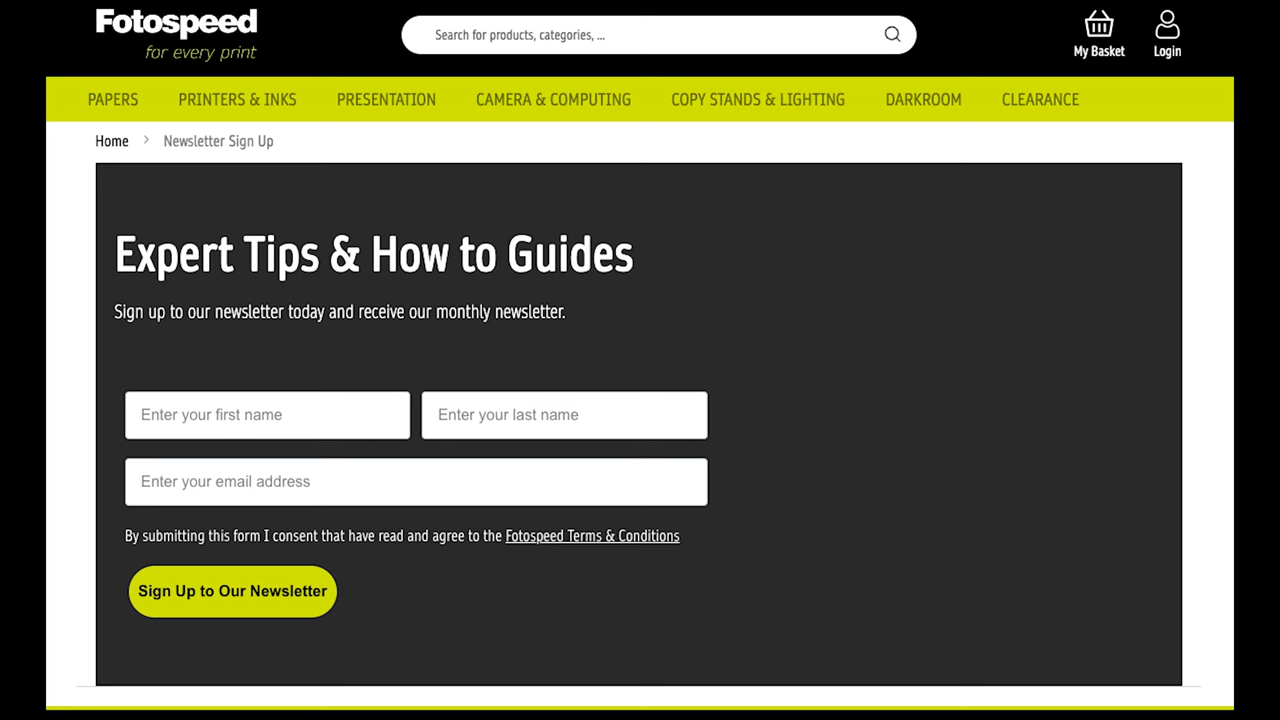 Fotospeed
for every print
Search for products, categories, ...
My Basket
Login
PAPERS
PRINTERS & INKS
PRESENTATION
CAMERA & COMPUTING
COPY STANDS & LIGHTING
DARKROOM
CLEARANCE
Home
Newsletter Sign Up
Expert Tips & How to Guides
Sign up to our newsletter today and receive our monthly newsletter.
Enter your first name
Enter your last name
Enter your email address
By submitting this form I consent that have read and agree to the Fotospeed Terms & Conditions
Sign Up to Our Newsletter